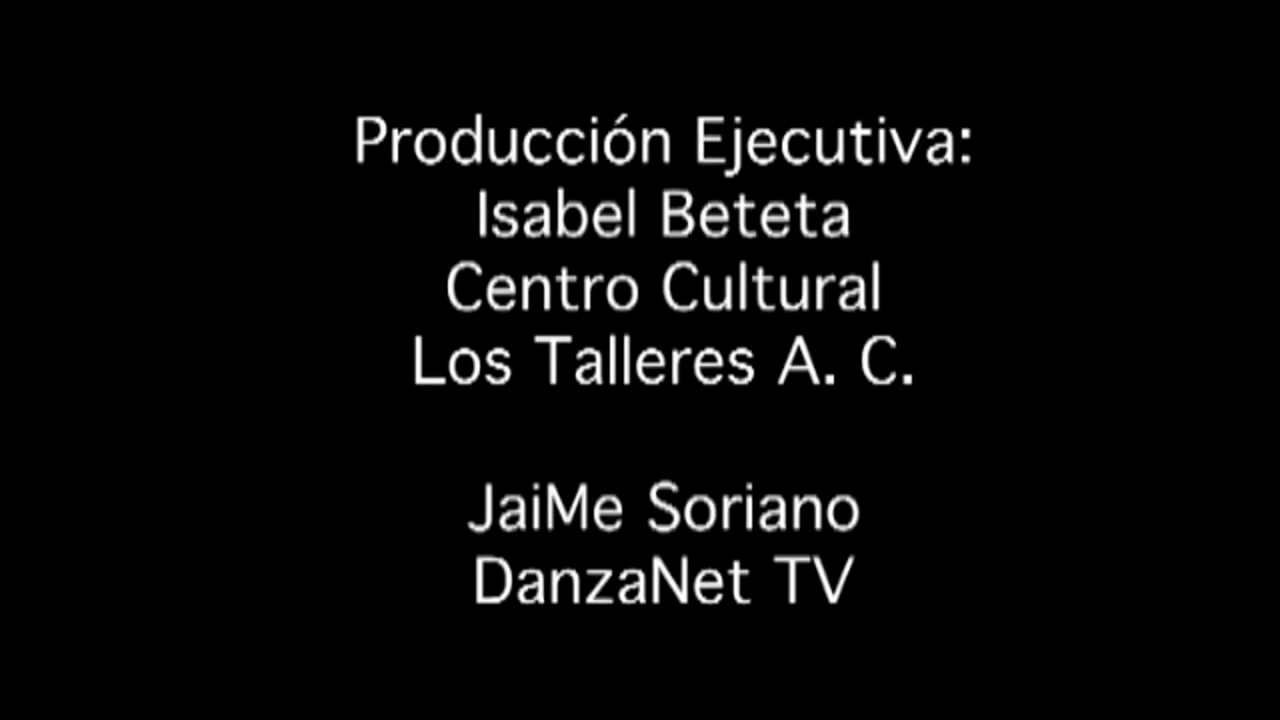 Producción Ejecutiva:
Isabel Beteta
Centro Cultural
Los Talleres A. C.
JaiMe Soriano
DanzaNet TV